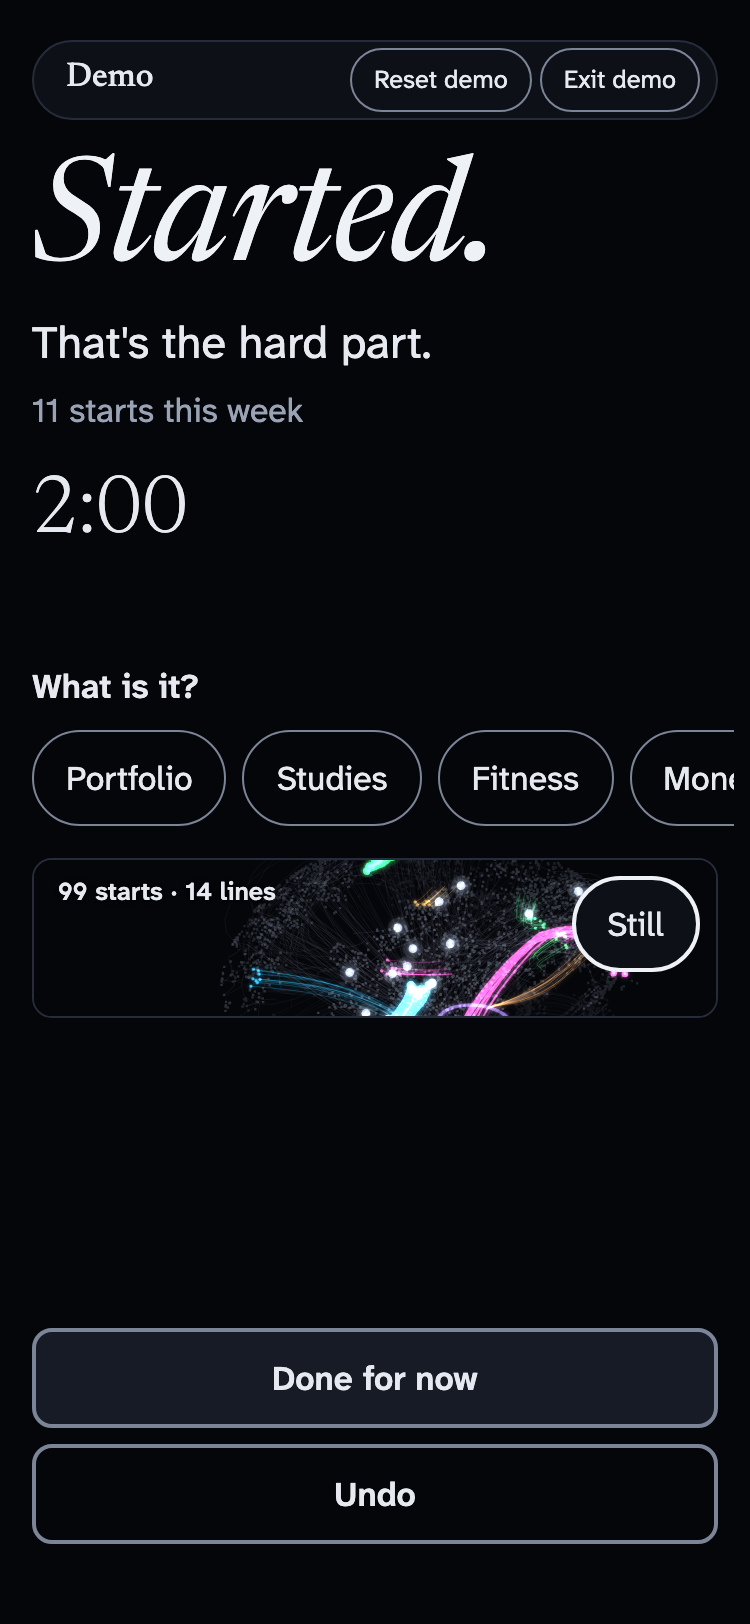 Demo
Reset demo
Exit demo
Started.
That's the hard part.
11 starts this week
2:00
What is it?
Portfolio
Studies
Fitness
99 starts · 14 lines
Still
Done for now
Undo